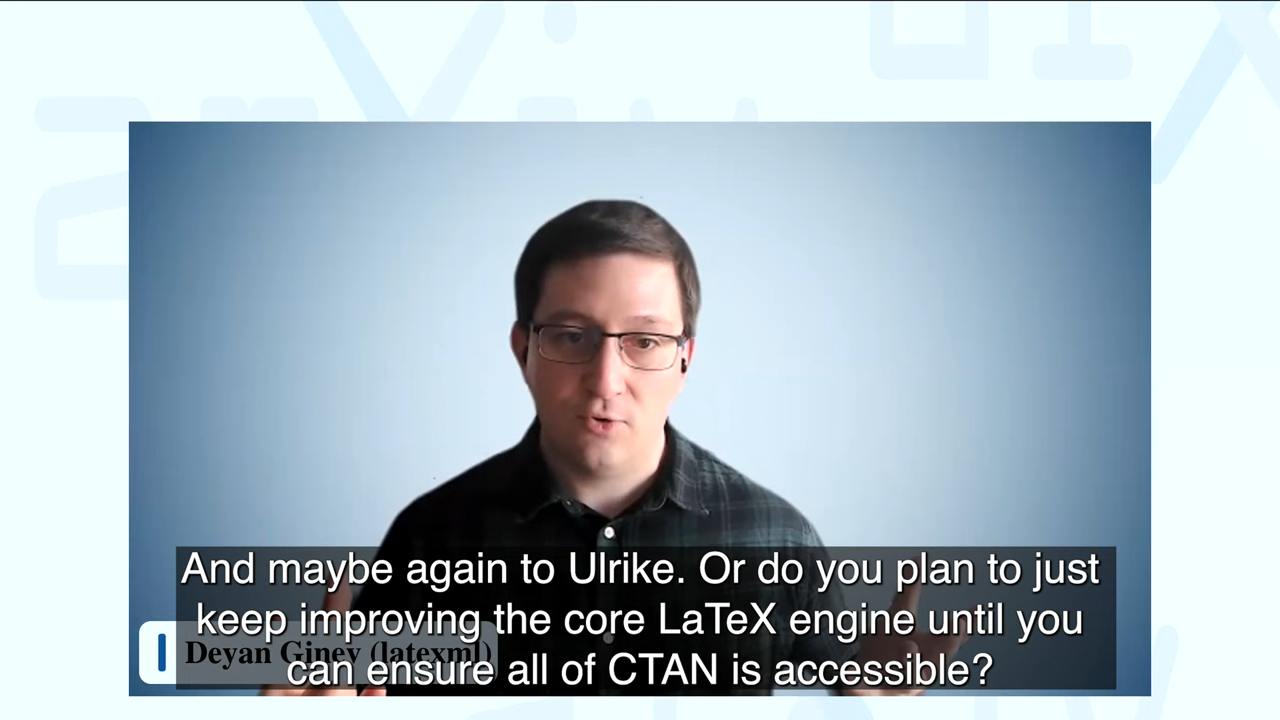 And maybe again to Ulrike. Or do you plan to just
keep improving the core LaTeX engine until you
can ensure all of CTAN is accessible?
Deyan Ginev (latexml)